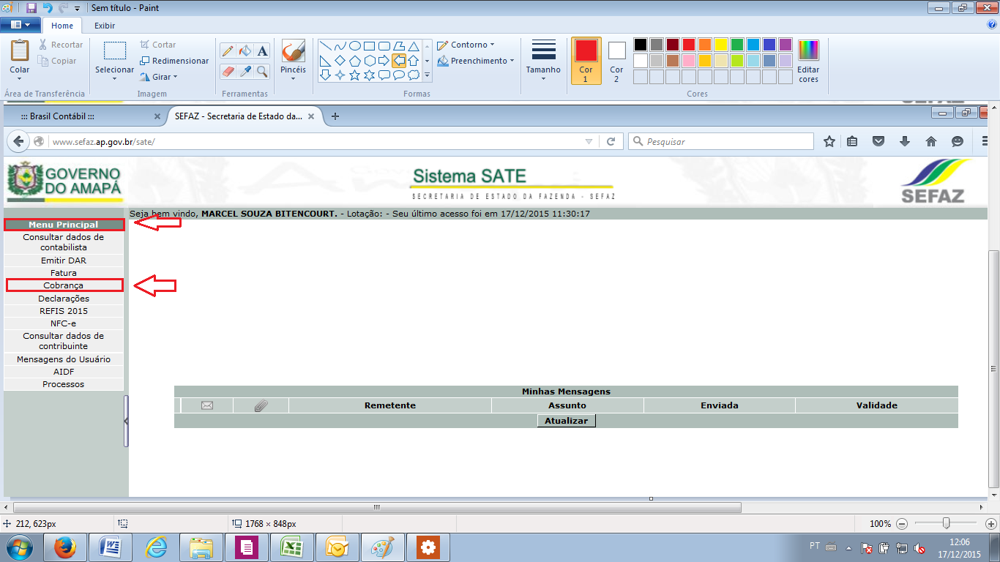 Sem título - Paint
Home
Exibir
Colar
Recortar
Copiar
Área de Transferência
Selecionar
Cortar
Redimensionar
Girar
Imagem
A
Ferramentas
Pincéis
Contorno
Preenchimento
Formas
Tamanho
Cor 1
Cor 2
Editar cores
Cores
::: Brasil Contábil :::
SEFAZ - Secretaria de Estado da...
www.sefaz.ap.gov.br/sate/
Pesquisar
GOVERNO
DO AMAPÁ
Sistema SATE
SECRETARIA DE ESTADO DA FAZENDA - SEFAZ
SEFAZ
Seja bem vindo, MARCEL SOUZA BITENCOURT. - Lotação: - Seu último acesso foi em 17/12/2015 11:30:17
Menu Principal
Consultar dados de
contabilista
Emitir DAR
Fatura
Cobrança
Declarações
REFIS 2015
NFC-e
Consultar dados de
contribuinte
Mensagens do Usuário
AIDF
Processos
Minhas Mensagens
Remetente Assunto Enviada Validade
Atualizar
212, 623px
1768 × 848px
100%
PT
12:06
17/12/2015